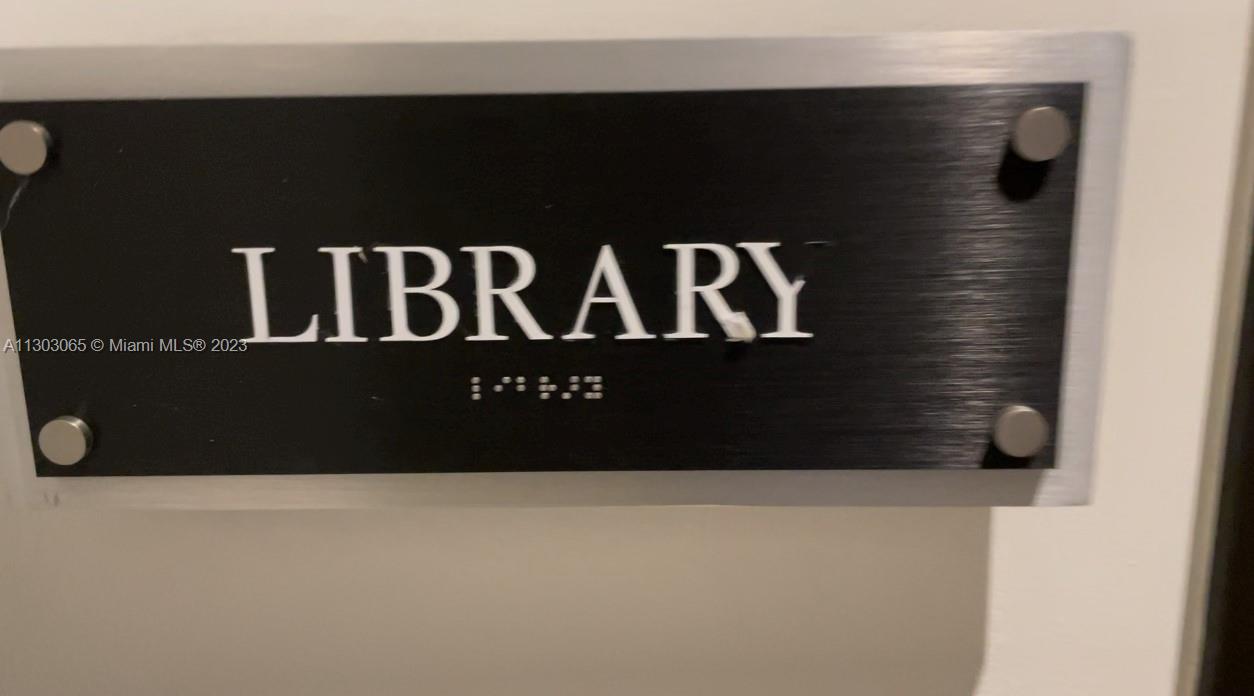 LIBRARY
A11303065 © Miami MLS® 2023
⠇⠊⠃⠗⠜⠽